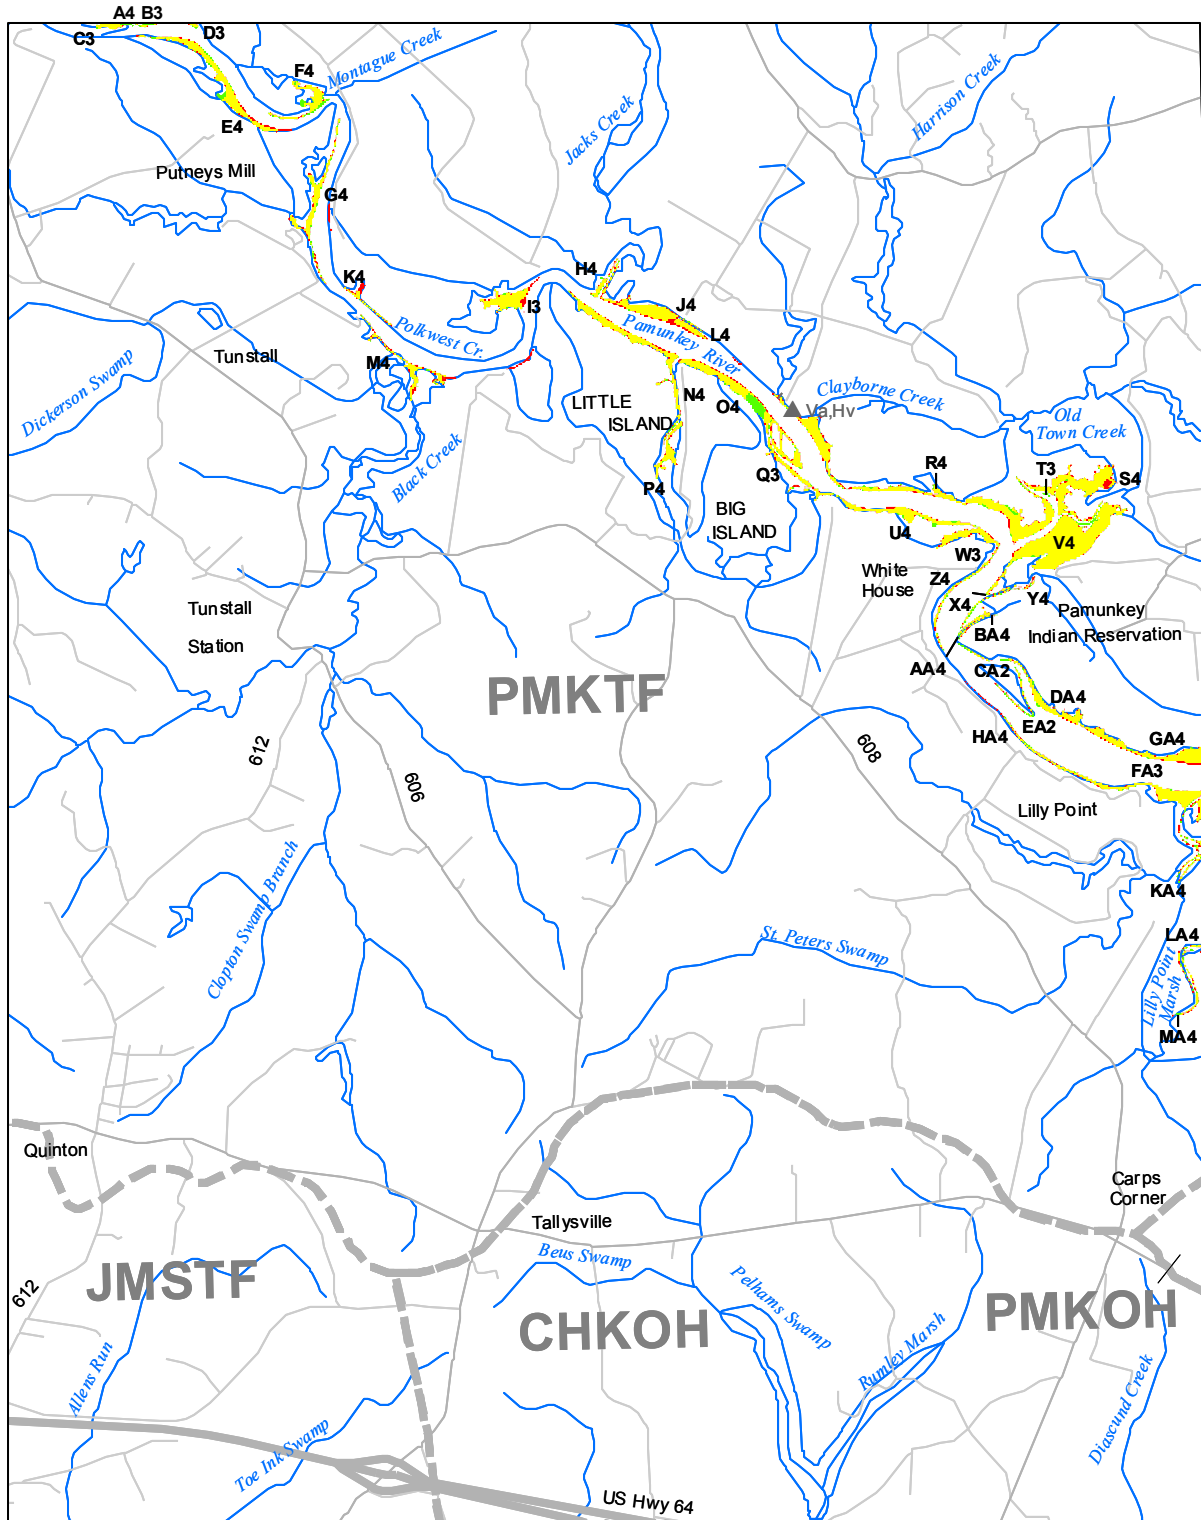 A4 B3
C3
D3
F4
Montague Creek
E4
Putneys Mill
G4
Jacks Creek
Harrison Creek
H4
K4
I3
J4
L4
Polkwest Cr.
Pamunkey River
Tunstall
M4
Dickerson Swamp
LITTLE
ISLAND
N4
O4
Va,Hv
Clayborne Creek
Old
Town Creek
Black Creek
P4
Q3
R4
T3
S4
BIG
ISLAND
U4
V4
W3
White
House
Z4
X4
Y4
Pamunkey
Indian Reservation
BA4
Tunstall
Station
AA4
CA2
PMKTF
DA4
EA2
HA4
GA4
612
606
608
FA3
Lilly Point
KA4
Clopton Swamp Branch
St. Peters Swamp
LA4
Lilly Point
Marsh
MA4
Quinton
Carps
Corner
Tallysville
Beus Swamp
JMSTF
612
CHKOH
Pelhams Swamp
PMKOH
Rumley Marsh
Allens Run
Diascund Creek
Toe Ink Swamp
US Hwy 64